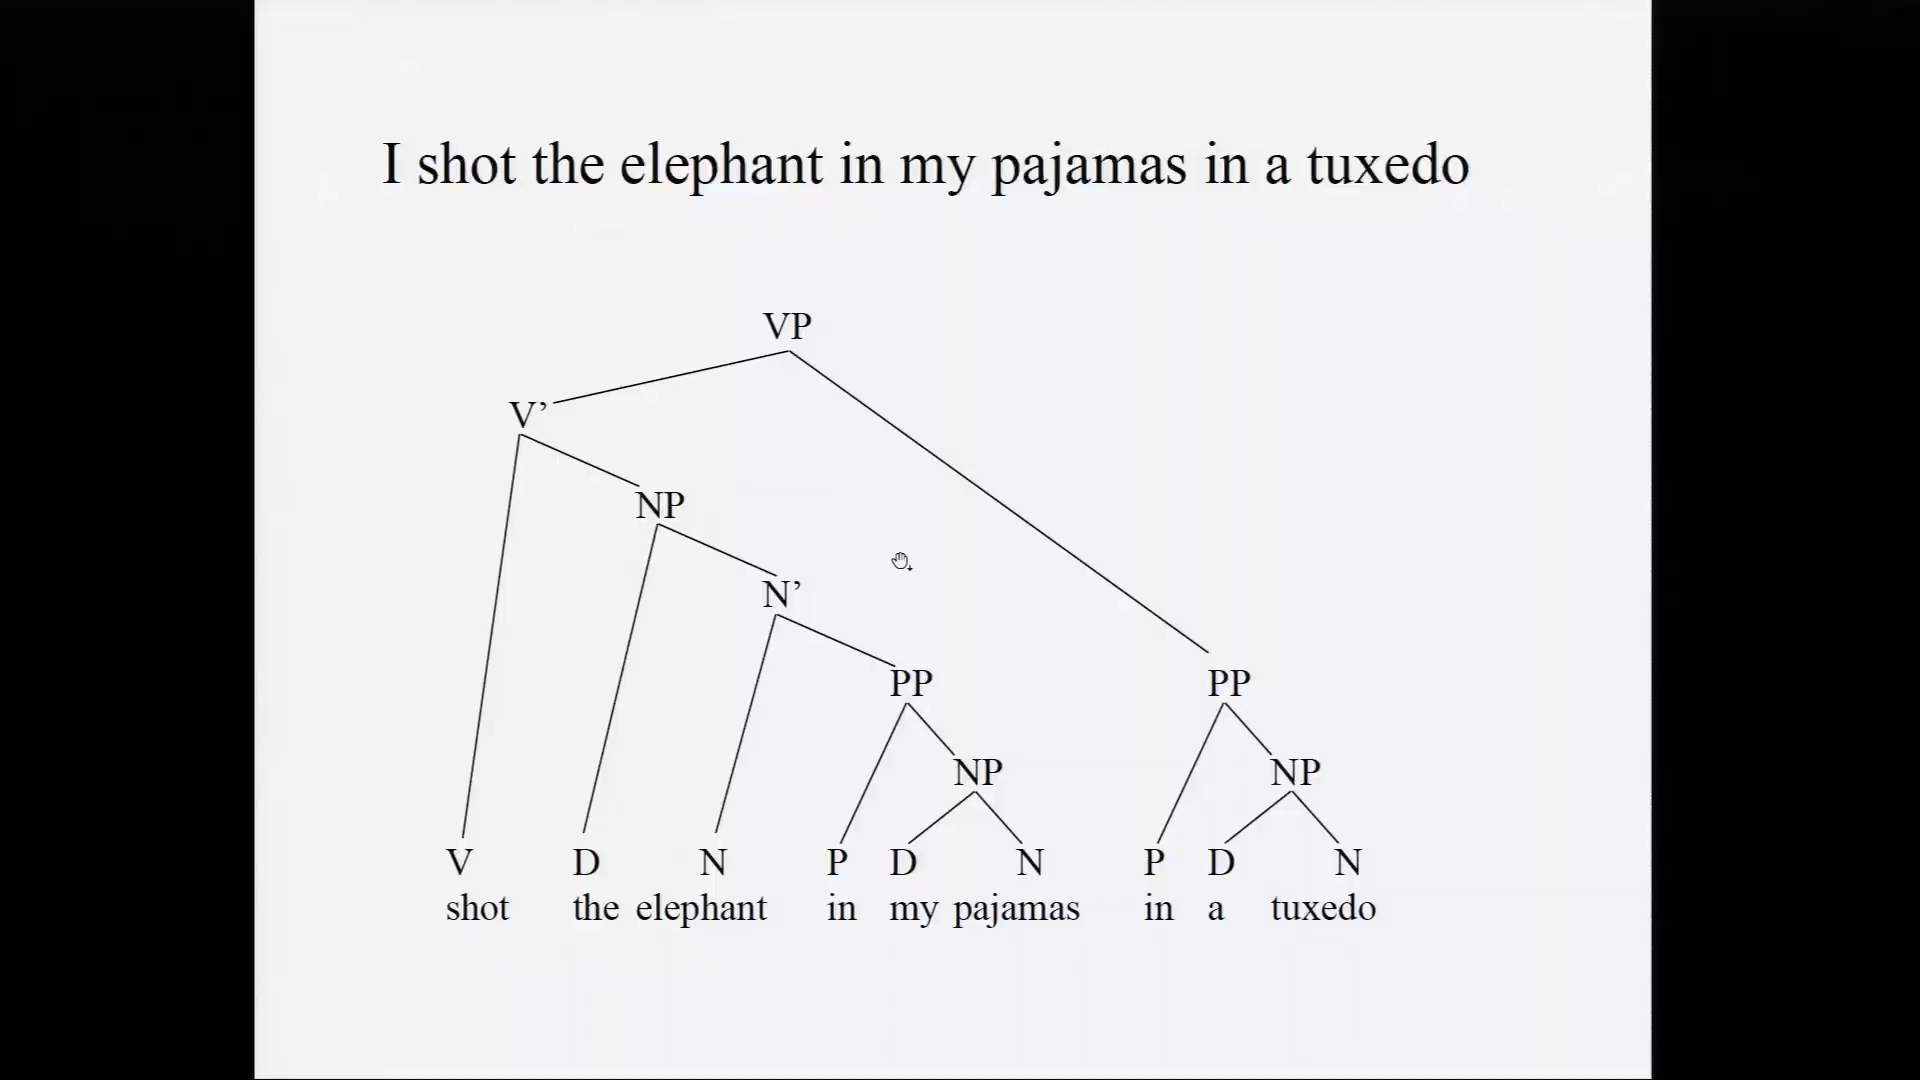 I shot the elephant in my pajamas in a tuxedo
VP
V’
NP
N’
PP PP
NP NP
V D N P D N P D N
shot the elephant in my pajamas in a tuxedo